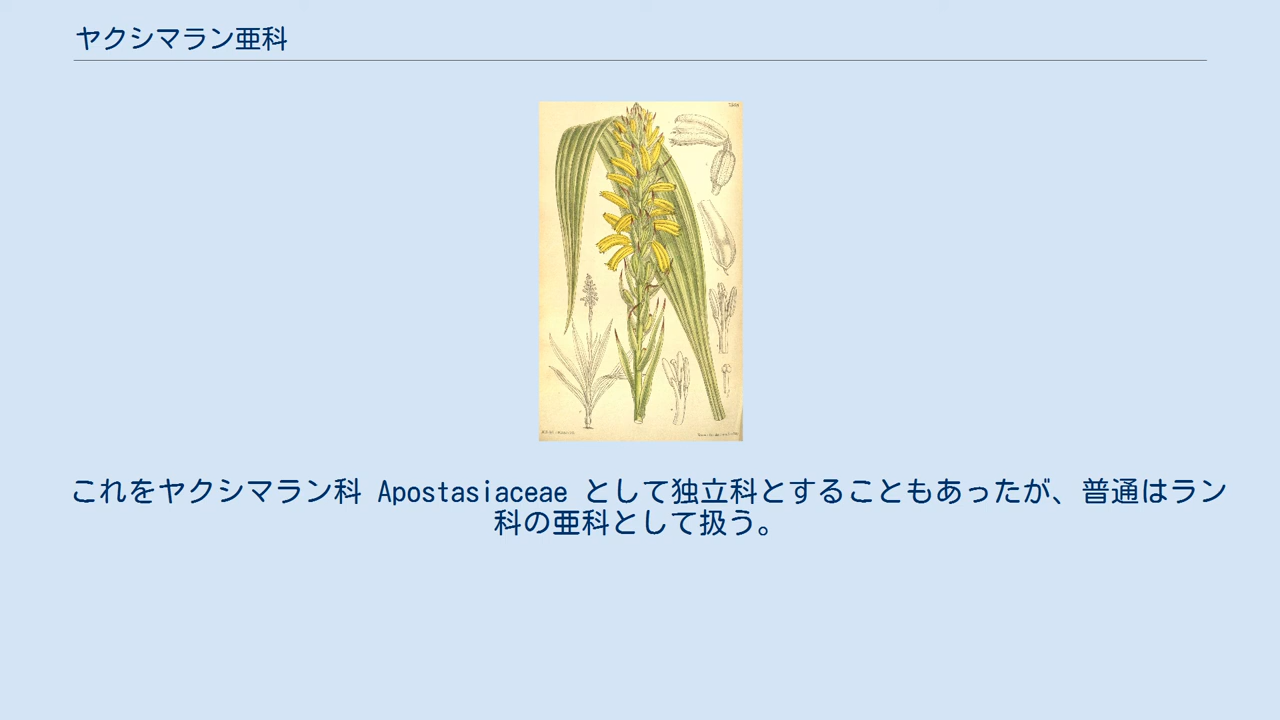 ヤクシマラン亜科
これをヤクシマラン科 Apostasiaceae として独立科とすることもあったが、普通はラン
科の亜科として扱う。